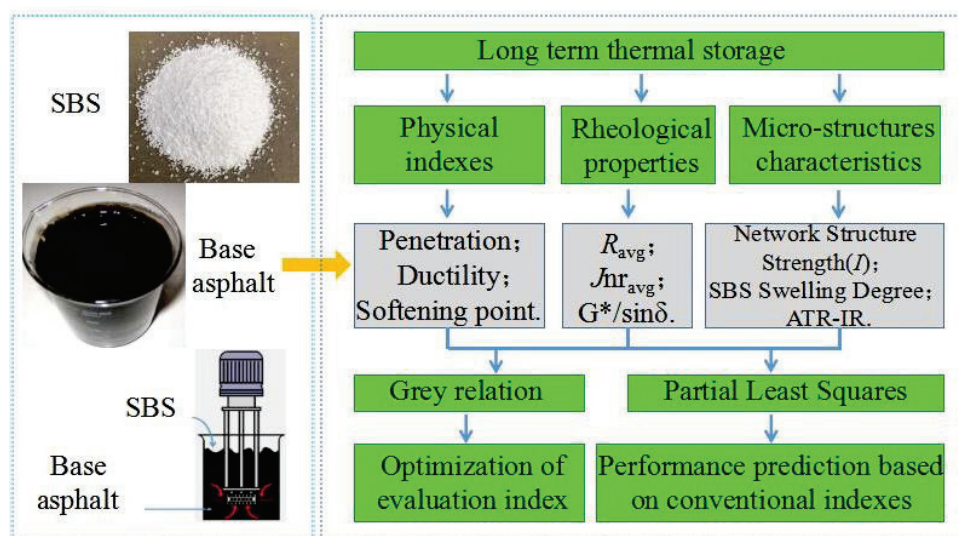 SBS
Base
asphalt
SBS
Base
asphalt
Long term thermal storage
Physical
indexes
Rheological
properties
Micro-structures
characteristics
Penetration；
Ductility；
Softening point.
Ravg；
Jnravg；
G*/sinδ.
Network Structure
Strength(I)；
SBS Swelling Degree；
ATR-IR.
Grey relation
Partial Least Squares
Optimization of
evaluation index
Performance prediction based
on conventional indexes